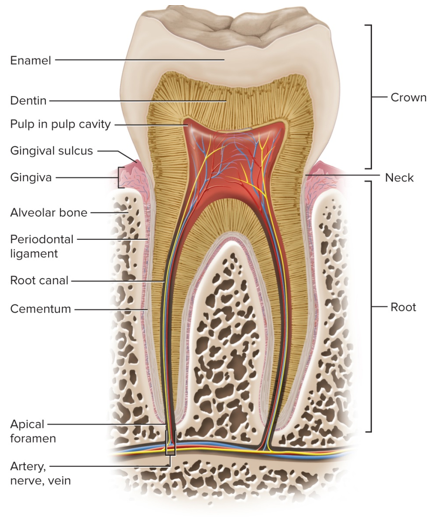 Enamel
Dentin
Pulp in pulp cavity
Gingival sulcus
Gingiva
Alveolar bone
Periodontal
ligament
Root canal
Cementum
Apical
foramen
Artery,
nerve, vein
Crown
Neck
Root